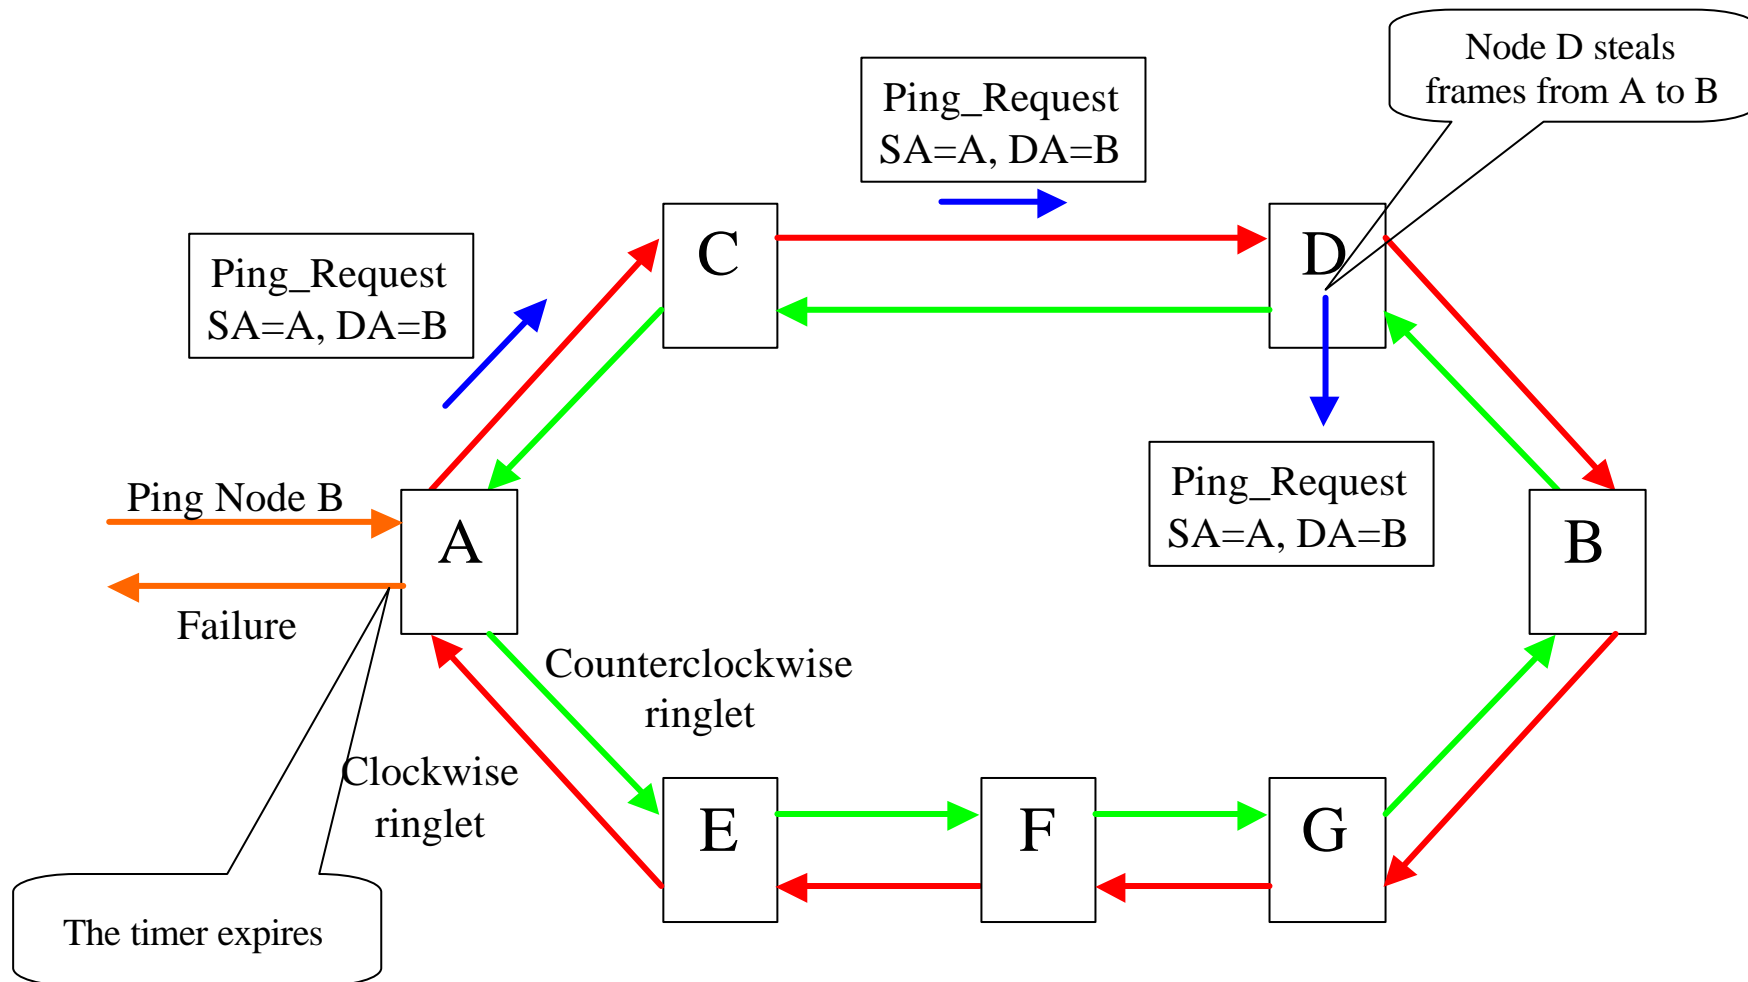 Node D steals
frames from A to B
Ping_Request
SA=A, DA=B
C
D
Ping_Request
SA=A, DA=B
Ping Node B
A
Failure
Ping_Request
SA=A, DA=B
B
Counterclockwise
ringlet
Clockwise
ringlet
E
F
G
The timer expires